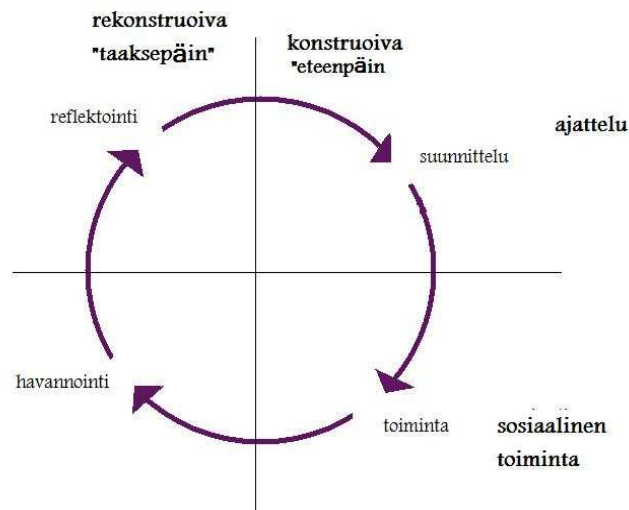 rekonstruoiva
"taaksepäin"
konstruoiva
"eteenpäin
reflektointi
ajattelu
suunnittelu
havannointi
toiminta
sosiaalinen
toiminta